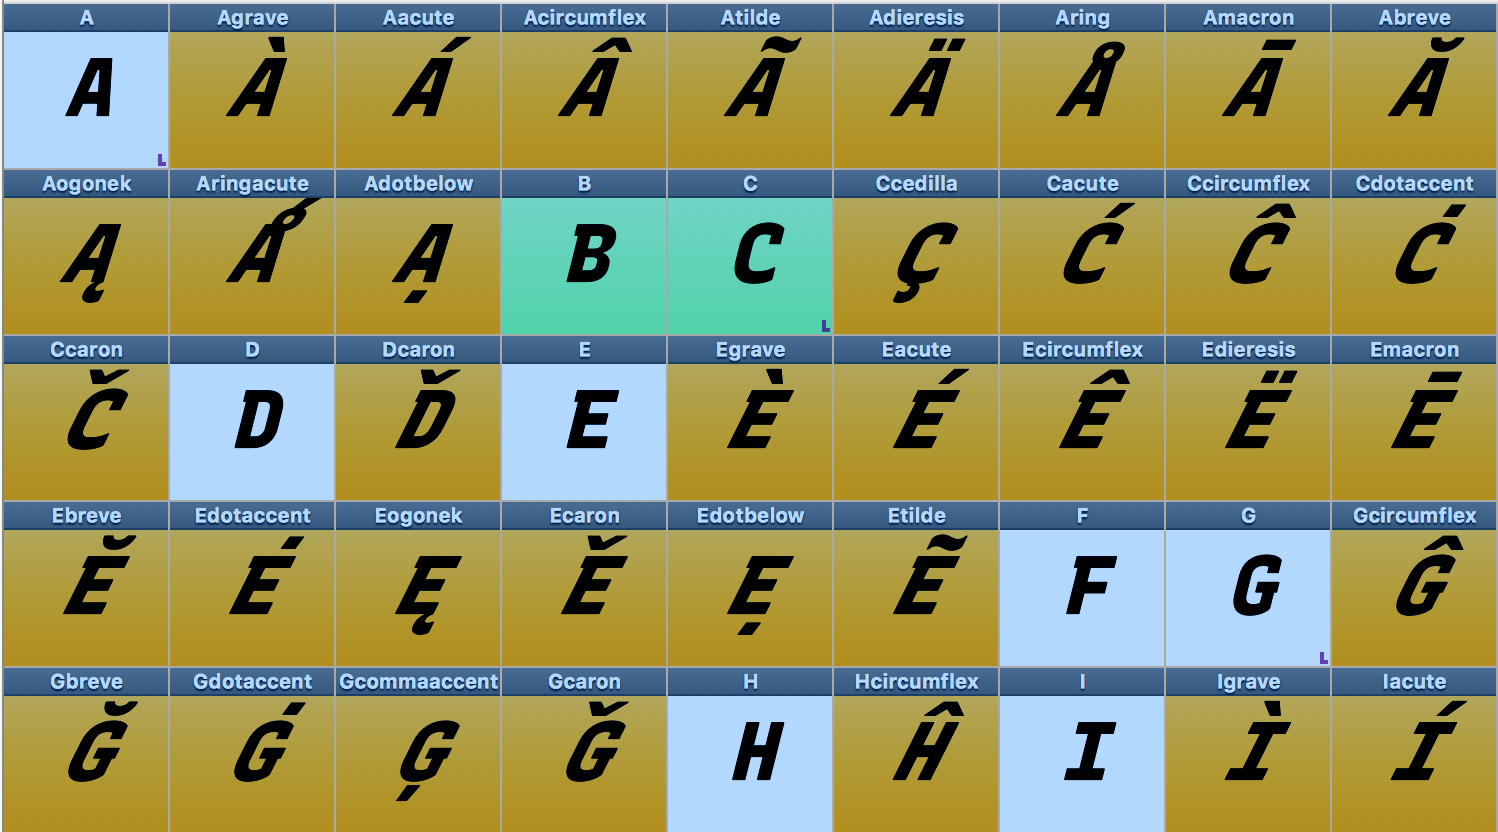 A Agrave Aacute Acircumflex Atilde Adieresis Aring Amacron Abreve
A À Á Â Ã Ä Å Ā Ă
Aogonek Aringacute Adotbelow B C Ccedilla Cacute Ccircumflex Cdotaccent
Ą Ǻ Ạ B C Ç Ć Ĉ Ċ
Ccaron D Dcaron E Egrave Eacute Ecircumflex Edieresis Emacron
Č D Ď E È É Ê Ë Ē
Ebreve Edotaccent Eogonek Ecaron Edotbelow Etilde F G Gcircumflex
Ĕ Ė Ę Ě Ẹ Ẽ F G Ĝ
Gbreve Gdotaccent Gcommaaccent Gcaron H Hcircumflex I Igrave Iacute
Ğ Ġ Ģ Ǧ H Ĥ I Ì Í